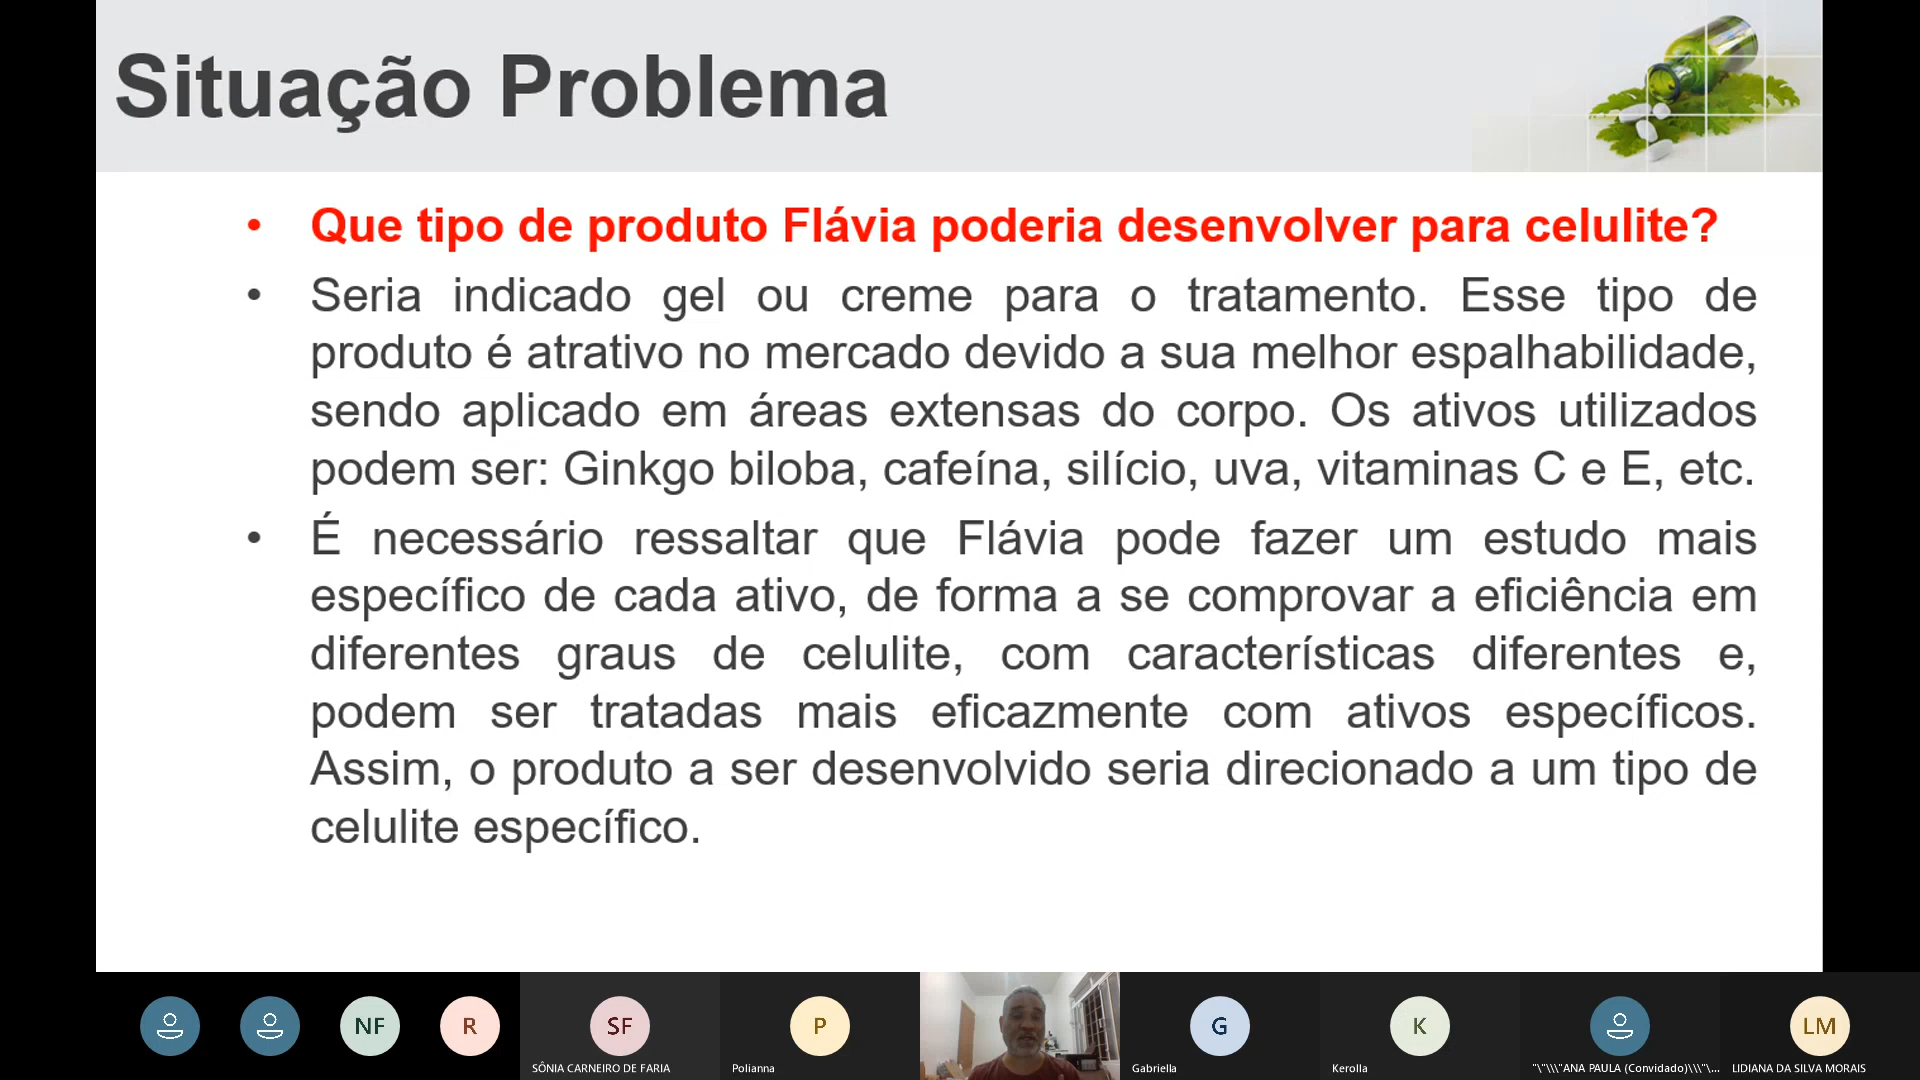 Situação Problema
• Que tipo de produto Flávia poderia desenvolver para celulite?
• Seria indicado gel ou creme para o tratamento. Esse tipo de
produto é atrativo no mercado devido a sua melhor espalhabilidade,
sendo aplicado em áreas extensas do corpo. Os ativos utilizados
podem ser: Ginkgo biloba, cafeína, silício, uva, vitaminas C e E, etc.
• É necessário ressaltar que Flávia pode fazer um estudo mais
específico de cada ativo, de forma a se comprovar a eficiência em
diferentes graus de celulite, com características diferentes e,
podem ser tratadas mais eficazmente com ativos específicos.
Assim, o produto a ser desenvolvido seria direcionado a um tipo de
celulite específico.
NF
R
SF
P
G
K
LM
SÔNIA CARNEIRO DE FARIA
Polianna
Gabriella
Kerolla
"\"\\\"ANA PAULA (Convidado)\\\"\...
LIDIANA DA SILVA MORAIS